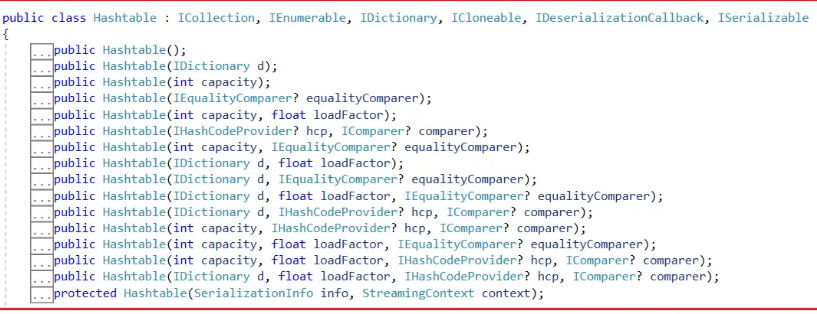 public class Hashtable : ICollection, IEnumerable, IDictionary, ICloneable, IDeserializationCallback, ISerializable
{
...public Hashtable();
...public Hashtable(IDictionary d);
...public Hashtable(int capacity);
...public Hashtable(IEqualityComparer? equalityComparer);
...public Hashtable(int capacity, float loadFactor);
...public Hashtable(IHashCodeProvider? hcp, IComparer? comparer);
...public Hashtable(int capacity, IEqualityComparer? equalityComparer);
...public Hashtable(IDictionary d, float loadFactor);
...public Hashtable(IDictionary d, IEqualityComparer? equalityComparer);
...public Hashtable(IDictionary d, float loadFactor, IEqualityComparer? equalityComparer);
...public Hashtable(IDictionary d, IHashCodeProvider? hcp, IComparer? comparer);
...public Hashtable(int capacity, IHashCodeProvider? hcp, IComparer? comparer);
...public Hashtable(int capacity, float loadFactor, IEqualityComparer? equalityComparer);
...public Hashtable(int capacity, float loadFactor, IHashCodeProvider? hcp, IComparer? comparer);
...public Hashtable(IDictionary d, float loadFactor, IHashCodeProvider? hcp, IComparer? comparer);
...protected Hashtable(SerializationInfo info, StreamingContext context);